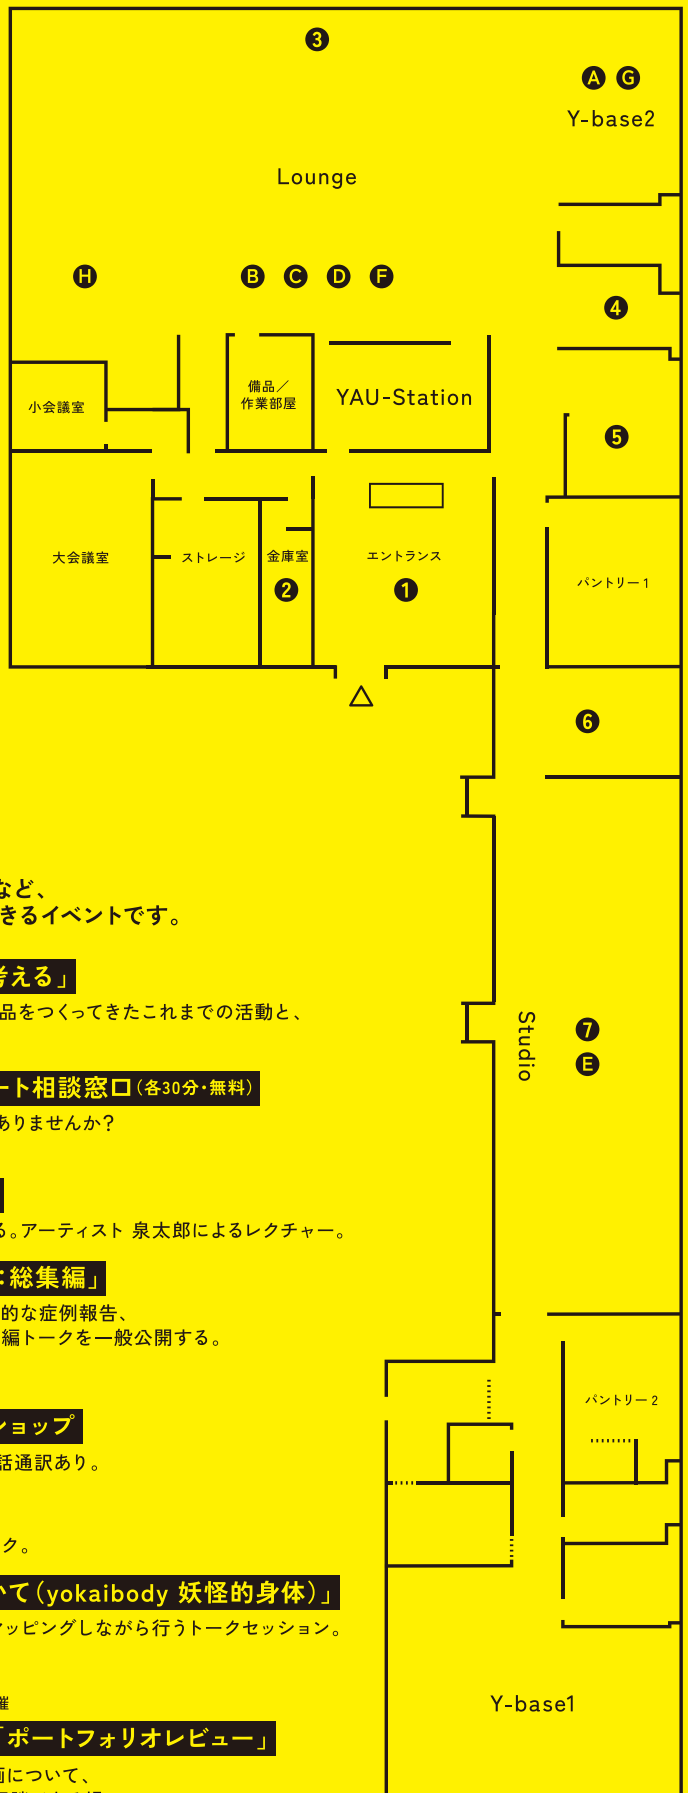 3
A G
Y-base2
Lounge
H
B C D F
4
備品／
作業部屋
YAU-Station
小会議室
5
大会議室
ストレージ
金庫室
エントランス
2
1
パントリー 1
6
など、
きるイベントです。
考える」
品をつくってきたこれまでの活動と、
Studio
7
E
ート相談窓口（各30分・無料）
ありませんか？
る。アーティスト 泉太郎によるレクチャー。
：総集編」
的な症例報告、
編トークを一般公開する。
パントリー 2
ショップ
話通訳あり。
ク。
いて（yokaibody 妖怪的身体）」
マッピングしながら行うトークセッション。
Y-base1
催
「ポートフォリオレビュー」
画について、